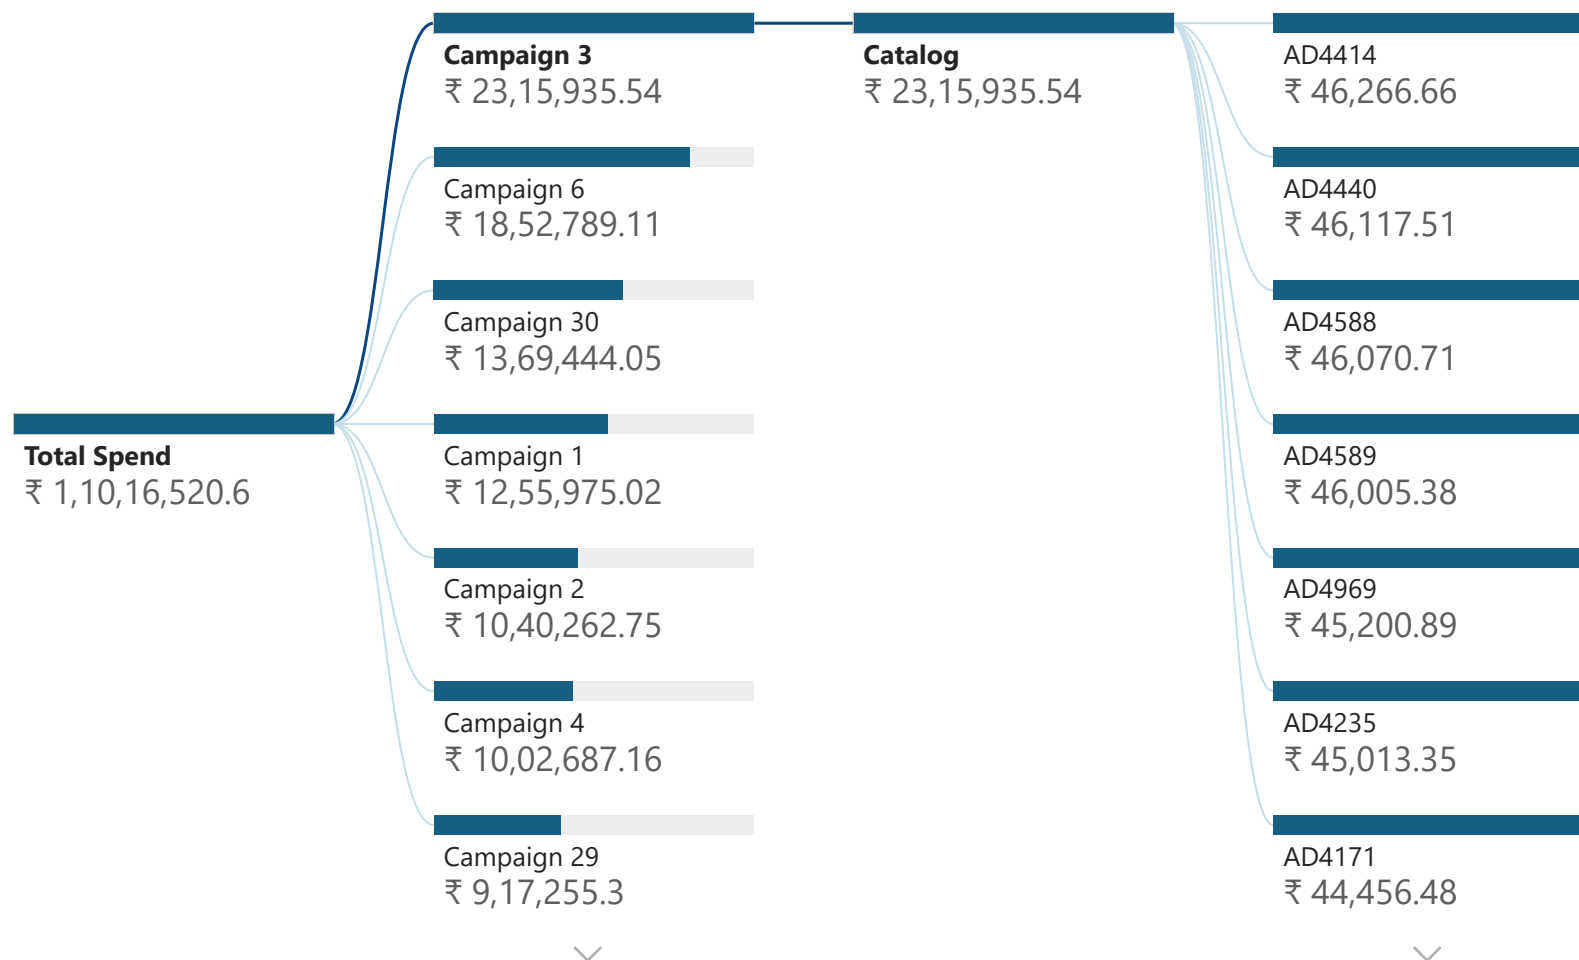 Total Spend
₹ 1,10,16,520.6
Campaign 3
₹ 23,15,935.54
Campaign 6
₹ 18,52,789.11
Campaign 30
₹ 13,69,444.05
Campaign 1
₹ 12,55,975.02
Campaign 2
₹ 10,40,262.75
Campaign 4
₹ 10,02,687.16
Campaign 29
₹ 9,17,255.3
Catalog
₹ 23,15,935.54
AD4414
₹ 46,266.66
AD4440
₹ 46,117.51
AD4588
₹ 46,070.71
AD4589
₹ 46,005.38
AD4969
₹ 45,200.89
AD4235
₹ 45,013.35
AD4171
₹ 44,456.48